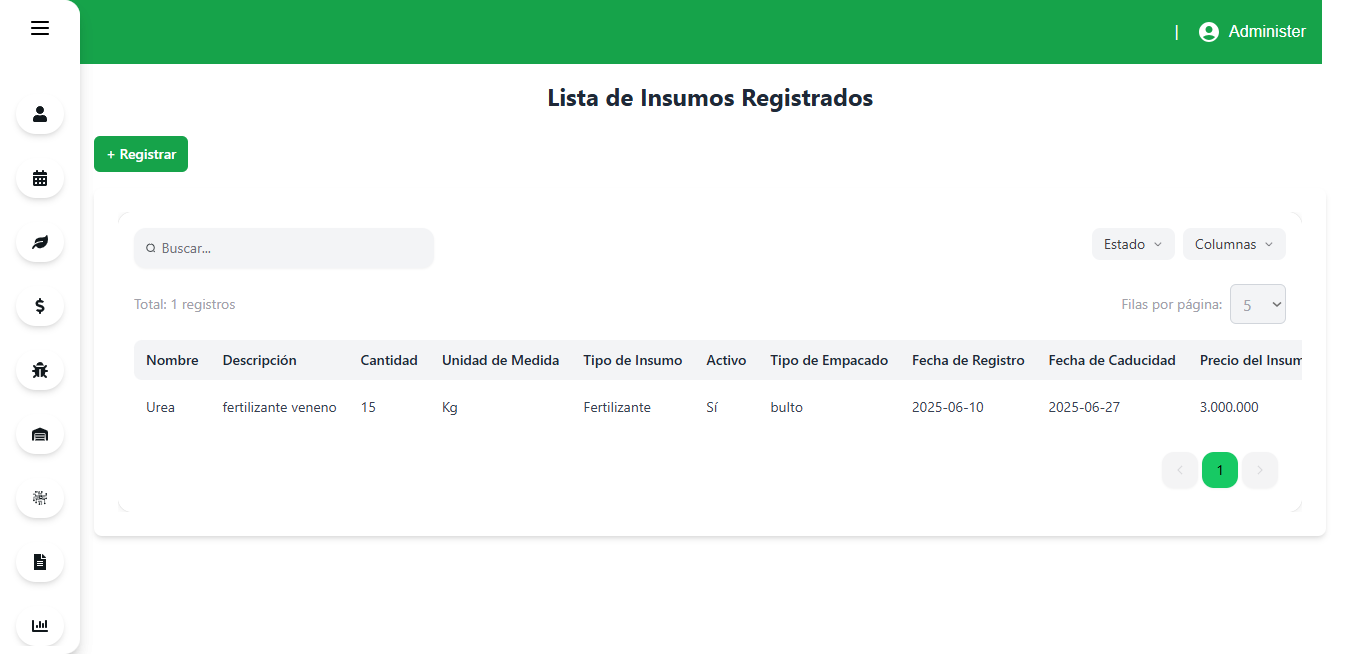 | Administer
Lista de Insumos Registrados
+ Registrar
Buscar...
Estado
Columnas
Total: 1 registros
Filas por página: 5
Nombre Descripción Cantidad Unidad de Medida Tipo de Insumo Activo Tipo de Empacado Fecha de Registro Fecha de Caducidad Precio del Insum
Urea fertilizante veneno 15 Kg Fertilizante Sí bulto 2025-06-10 2025-06-27 3.000.000
1